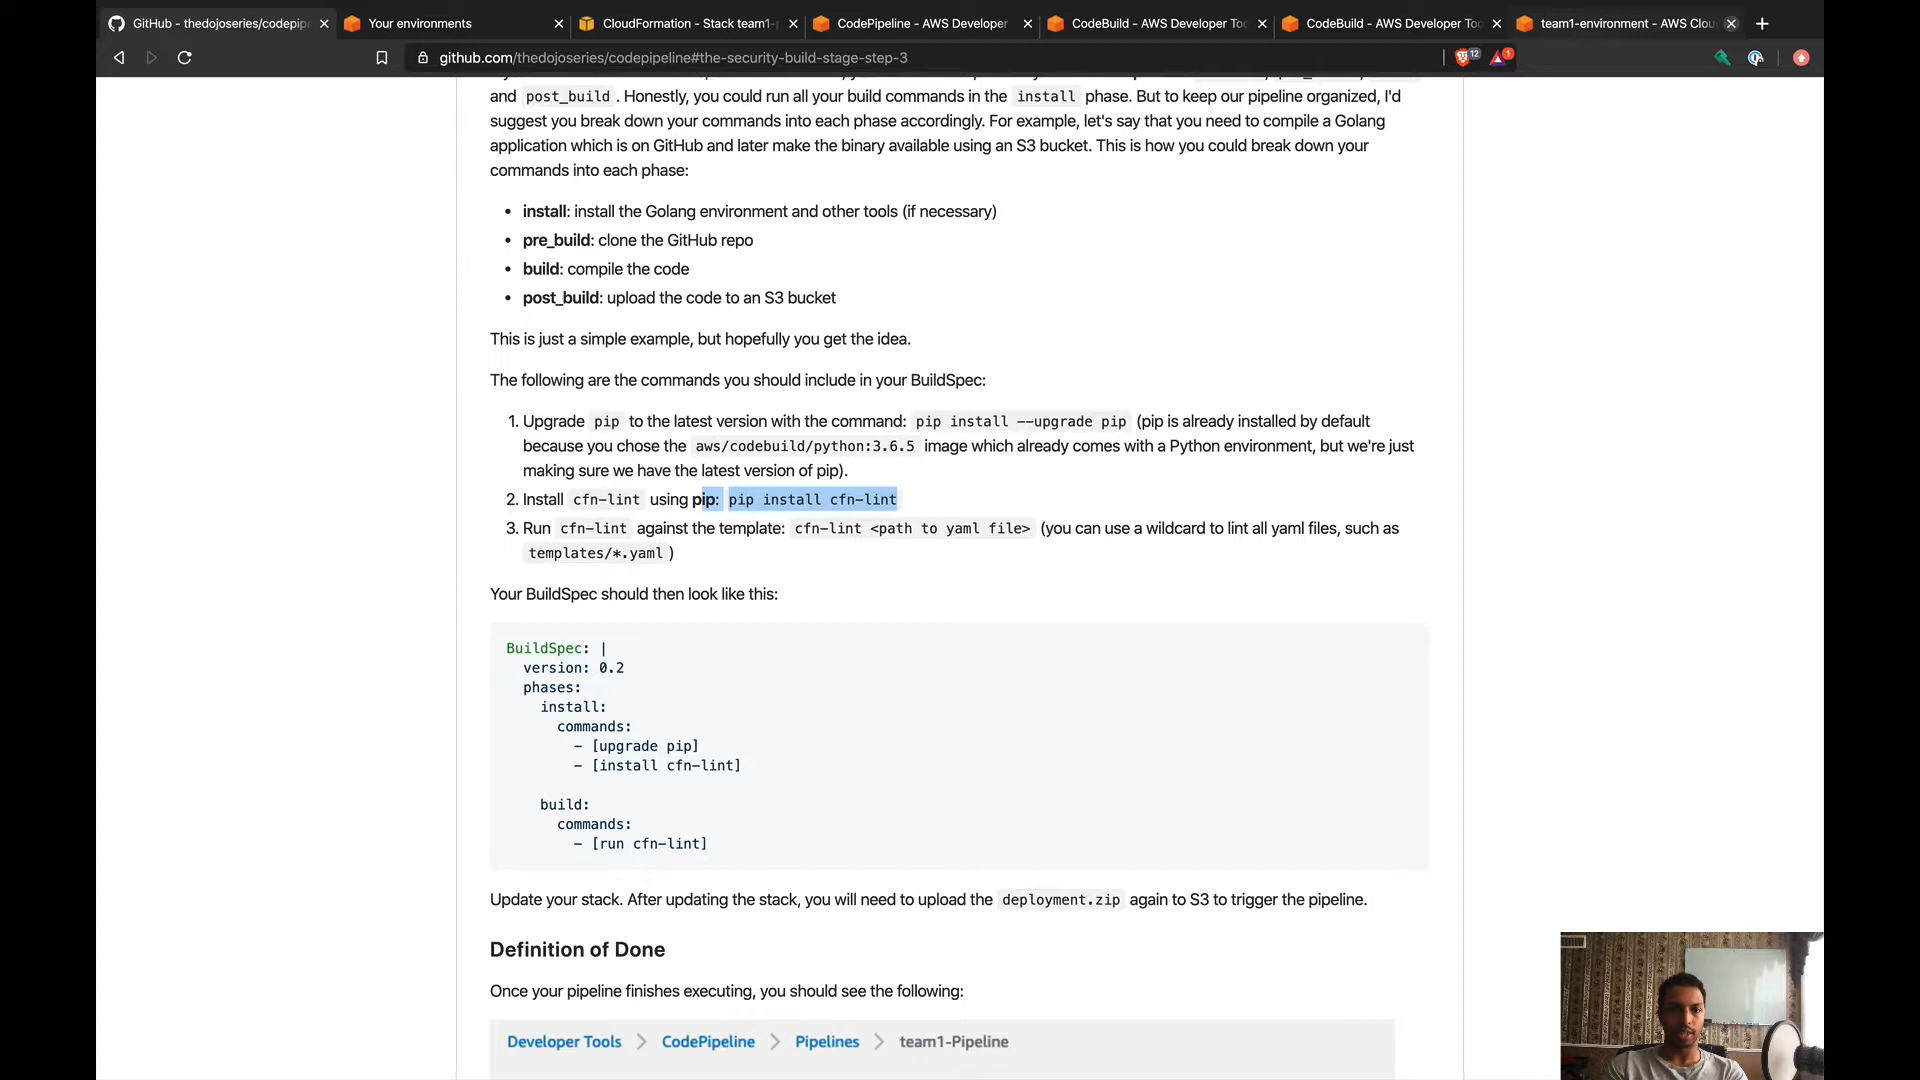 GitHub - thedojoseries/codepip
Your environments
CloudFormation - Stack team1-
CodePipeline - AWS Developer
CodeBuild - AWS Developer To
CodeBuild - AWS Developer To
team1-environment - AWS Clou
github.com/thedojoseries/codepipeline#the-security-build-stage-step-3
12
1
and post_build . Honestly, you could run all your build commands in the install phase. But to keep our pipeline organized, I'd
suggest you break down your commands into each phase accordingly. For example, let's say that you need to compile a Golang
application which is on GitHub and later make the binary available using an S3 bucket. This is how you could break down your
commands into each phase:
• install: install the Golang environment and other tools (if necessary)
• pre_build: clone the GitHub repo
• build: compile the code
• post_build: upload the code to an S3 bucket
This is just a simple example, but hopefully you get the idea.
The following are the commands you should include in your BuildSpec:
1. Upgrade pip to the latest version with the command: pip install --upgrade pip (pip is already installed by default
because you chose the aws/codebuild/python:3.6.5 image which already comes with a Python environment, but we're just
making sure we have the latest version of pip).
2. Install cfn-lint using pip: pip install cfn-lint
3. Run cfn-lint against the template: cfn-lint <path to yaml file> (you can use a wildcard to lint all yaml files, such as
templates/*.yaml )
Your BuildSpec should then look like this:
BuildSpec: |
version: 0.2
phases:
install:
commands:
- [upgrade pip]
- [install cfn-lint]
build:
commands:
- [run cfn-lint]
Update your stack. After updating the stack, you will need to upload the deployment.zip again to S3 to trigger the pipeline.
Definition of Done
Once your pipeline finishes executing, you should see the following:
Developer Tools > CodePipeline > Pipelines > team1-Pipeline